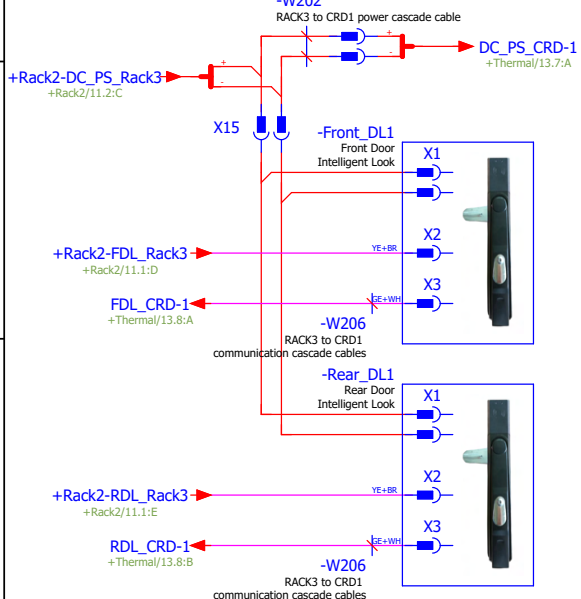 -W202
RACK3 to CRD1 power cascade cable
+
-
DC_PS_CRD-1
+Thermal/13.7:A
+Rack2-DC_PS_Rack3
+Rack2/11.2:C
+
-
X15
-Front_DL1
Front Door
Intelligent Look
X1
X2
+Rack2-FDL_Rack3
YE+BR
+Rack2/11.1:D
X3
FDL_CRD-1
GE+WH
+Thermal/13.8:A
-W206
RACK3 to CRD1
communication cascade cables
-Rear_DL1
Rear Door
Intelligent Look
X1
X2
+Rack2-RDL_Rack3
YE+BR
+Rack2/11.1:E
X3
RDL_CRD-1
GE+WH
+Thermal/13.8:B
-W206
RACK3 to CRD1
communication cascade cables